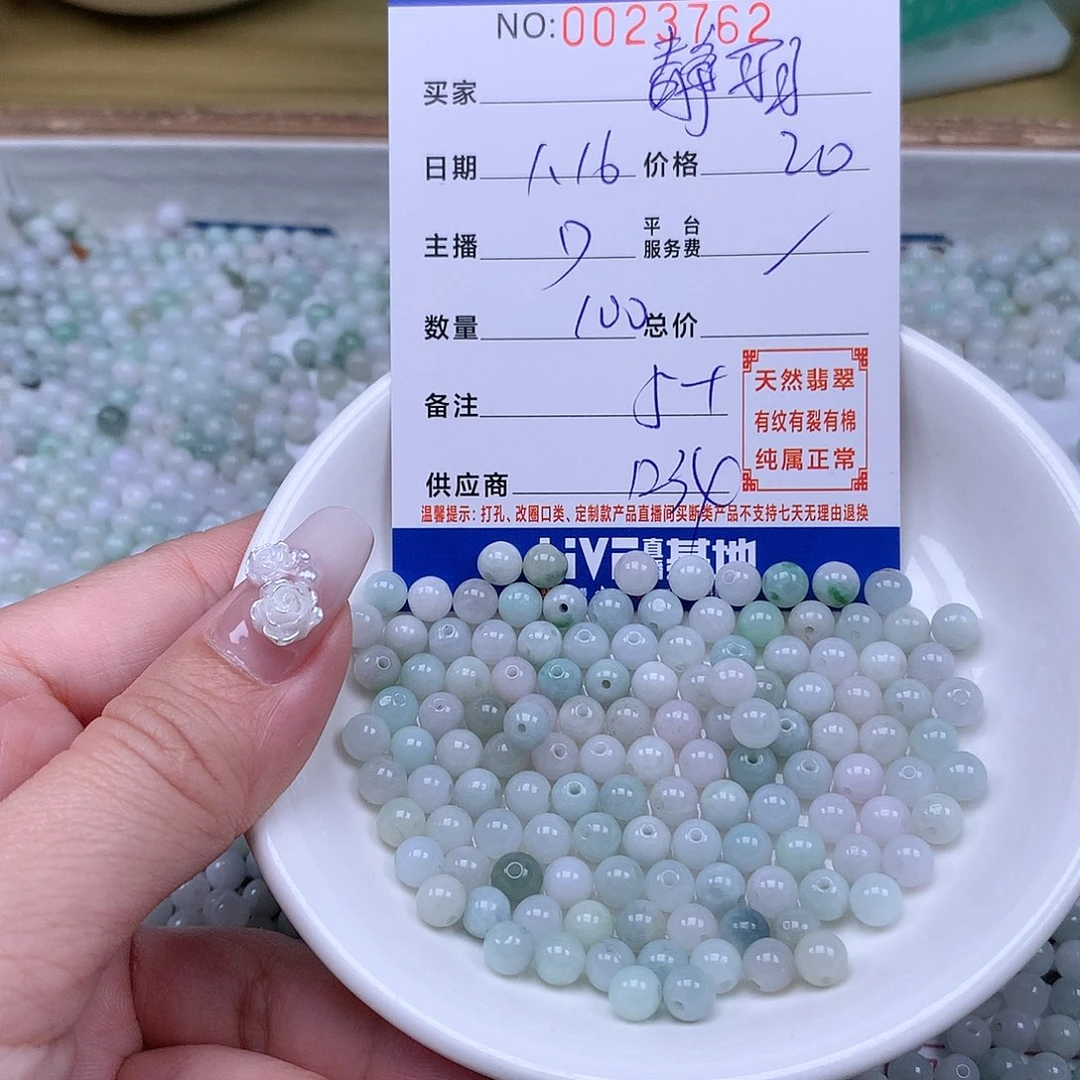 NO:0023762
买家 静丽
日期 1.16 价格 20
主播 7 平台服务费 /
数量 100 总价
备注 5+
天然翡翠
有纹有裂有棉
纯属正常
供应商
温馨提示：打孔、改圈口类、定制款产品直播间买断类产品不支持七天无理由退换
基地